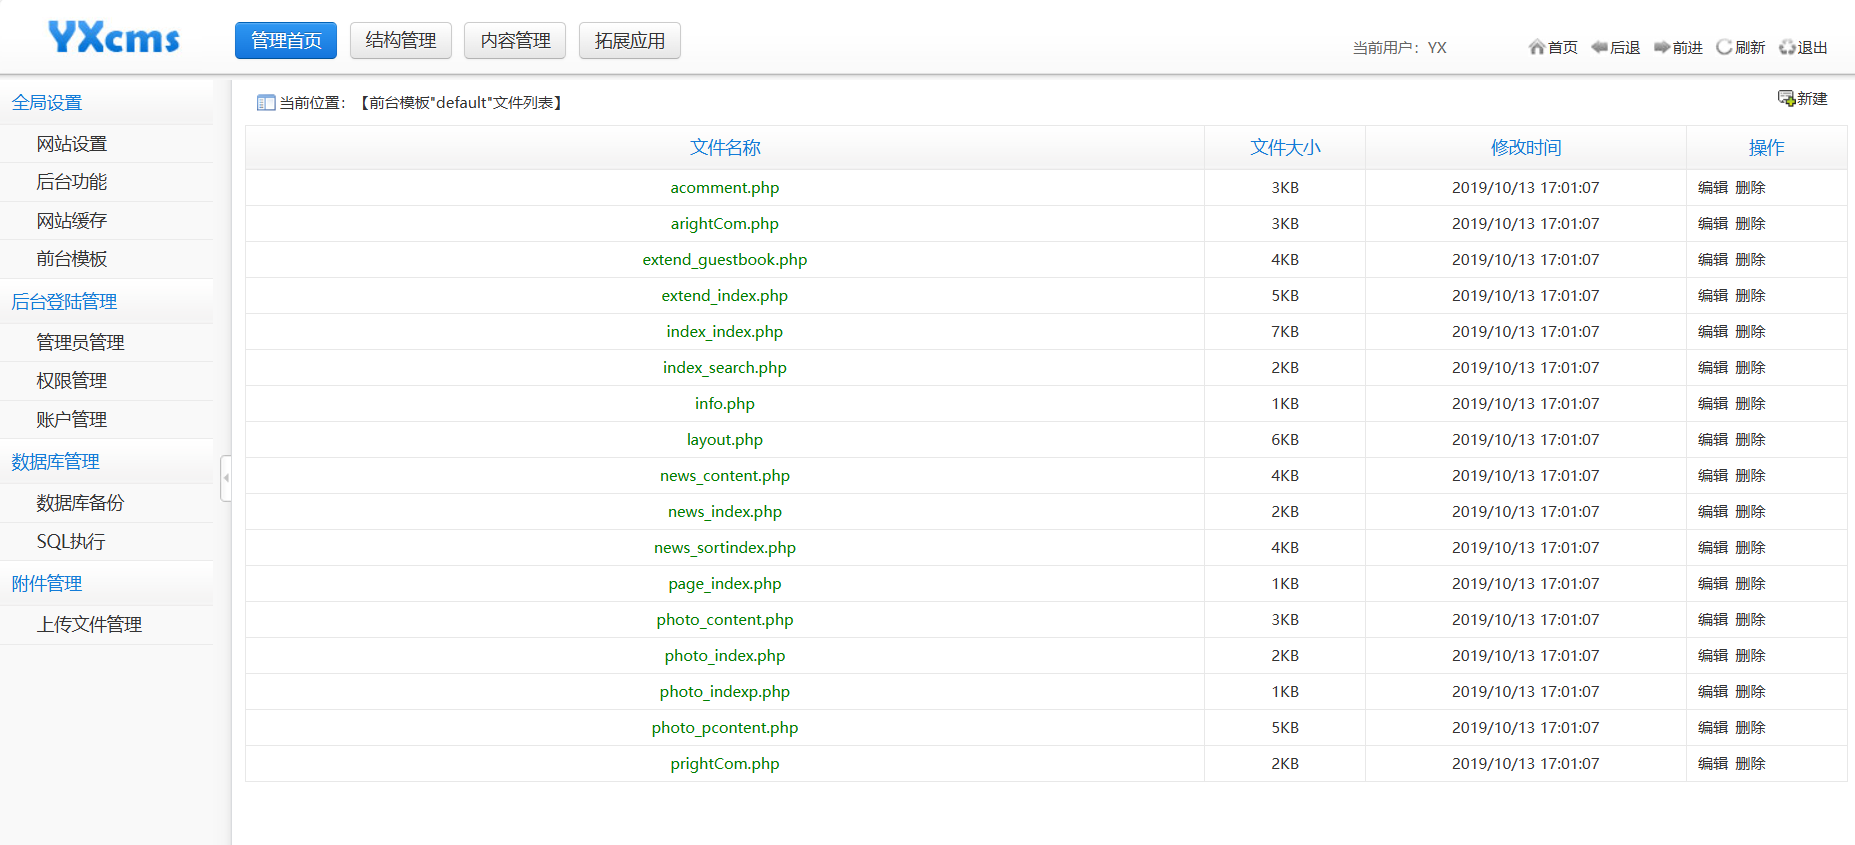 YXcms 管理首页 结构管理 内容管理 拓展应用 当前用户：YX 首页 后退 前进 刷新 退出
全局设置
网站设置
后台功能
网站缓存
前台模板
后台登陆管理
管理员管理
权限管理
账户管理
数据库管理
数据库备份
SQL执行
附件管理
上传文件管理
当前位置：【前台模板"default"文件列表】 新建
文件名称 文件大小 修改时间 操作
acomment.php 3KB 2019/10/13 17:01:07 编辑 删除
arightCom.php 3KB 2019/10/13 17:01:07 编辑 删除
extend_guestbook.php 4KB 2019/10/13 17:01:07 编辑 删除
extend_index.php 5KB 2019/10/13 17:01:07 编辑 删除
index_index.php 7KB 2019/10/13 17:01:07 编辑 删除
index_search.php 2KB 2019/10/13 17:01:07 编辑 删除
info.php 1KB 2019/10/13 17:01:07 编辑 删除
layout.php 6KB 2019/10/13 17:01:07 编辑 删除
news_content.php 4KB 2019/10/13 17:01:07 编辑 删除
news_index.php 2KB 2019/10/13 17:01:07 编辑 删除
news_sortindex.php 4KB 2019/10/13 17:01:07 编辑 删除
page_index.php 1KB 2019/10/13 17:01:07 编辑 删除
photo_content.php 3KB 2019/10/13 17:01:07 编辑 删除
photo_index.php 2KB 2019/10/13 17:01:07 编辑 删除
photo_indexp.php 1KB 2019/10/13 17:01:07 编辑 删除
photo_pcontent.php 5KB 2019/10/13 17:01:07 编辑 删除
prightCom.php 2KB 2019/10/13 17:01:07 编辑 删除